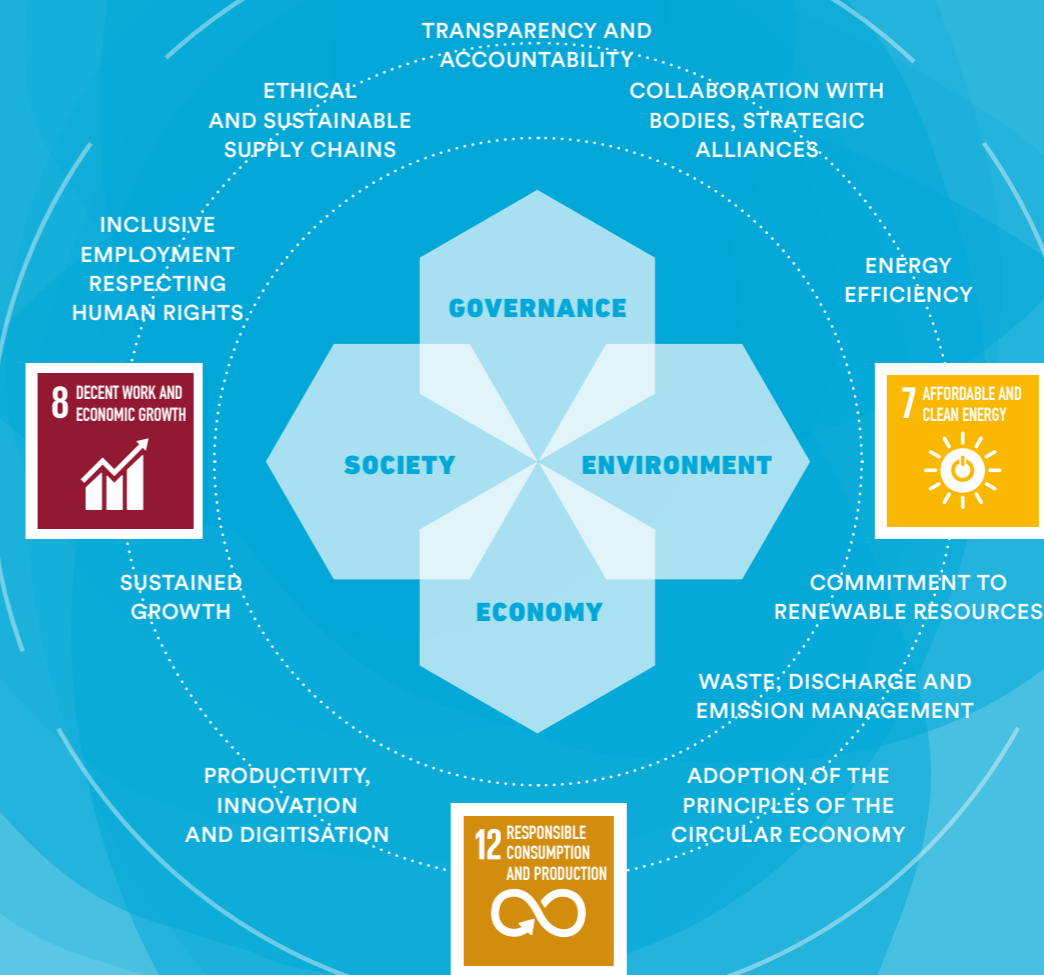 TRANSPARENCY AND
ACCOUNTABILITY
ETHICAL
AND SUSTAINABLE
SUPPLY CHAINS
COLLABORATION WITH
BODIES, STRATEGIC
ALLIANCES
INCLUSIVE
EMPLOYMENT
RESPECTING
HUMAN RIGHTS
ENERGY
EFFICIENCY
GOVERNANCE
8 DECENT WORK AND
ECONOMIC GROWTH
7 AFFORDABLE AND
CLEAN ENERGY
SOCIETY
ENVIRONMENT
SUSTAINED
GROWTH
COMMITMENT TO
RENEWABLE RESOURCES
ECONOMY
WASTE, DISCHARGE AND
EMISSION MANAGEMENT
PRODUCTIVITY,
INNOVATION
AND DIGITISATION
ADOPTION OF THE
PRINCIPLES OF THE
CIRCULAR ECONOMY
12 RESPONSIBLE
CONSUMPTION
AND PRODUCTION